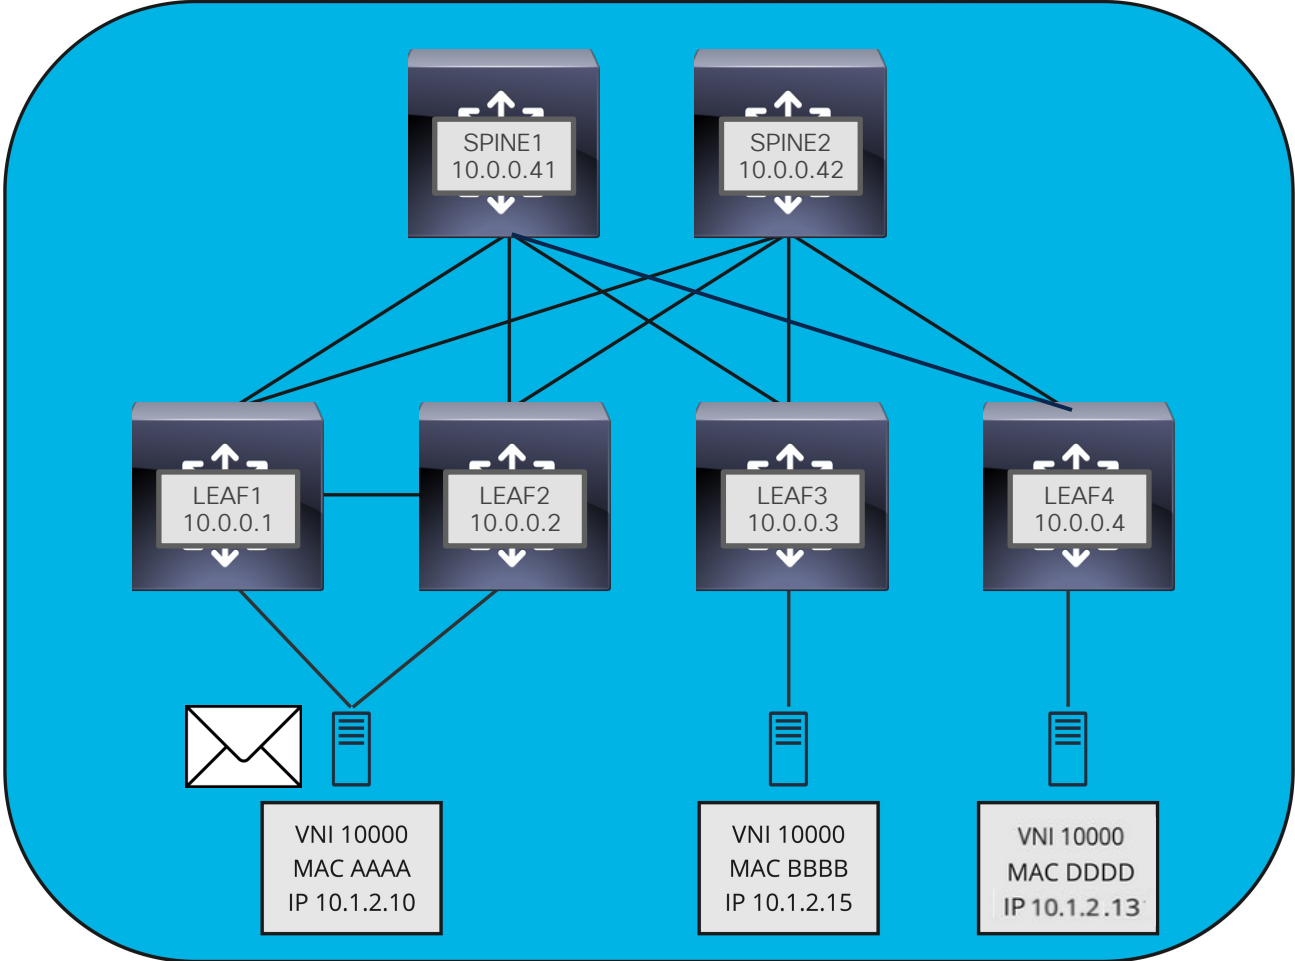 SPINE1
10.0.0.41
SPINE2
10.0.0.42
LEAF1
10.0.0.1
LEAF2
10.0.0.2
LEAF3
10.0.0.3
LEAF4
10.0.0.4
VNI 10000
MAC AAAA
IP 10.1.2.10
VNI 10000
MAC BBBB
IP 10.1.2.15
VNI 10000
MAC DDDD
IP 10.1.2.13